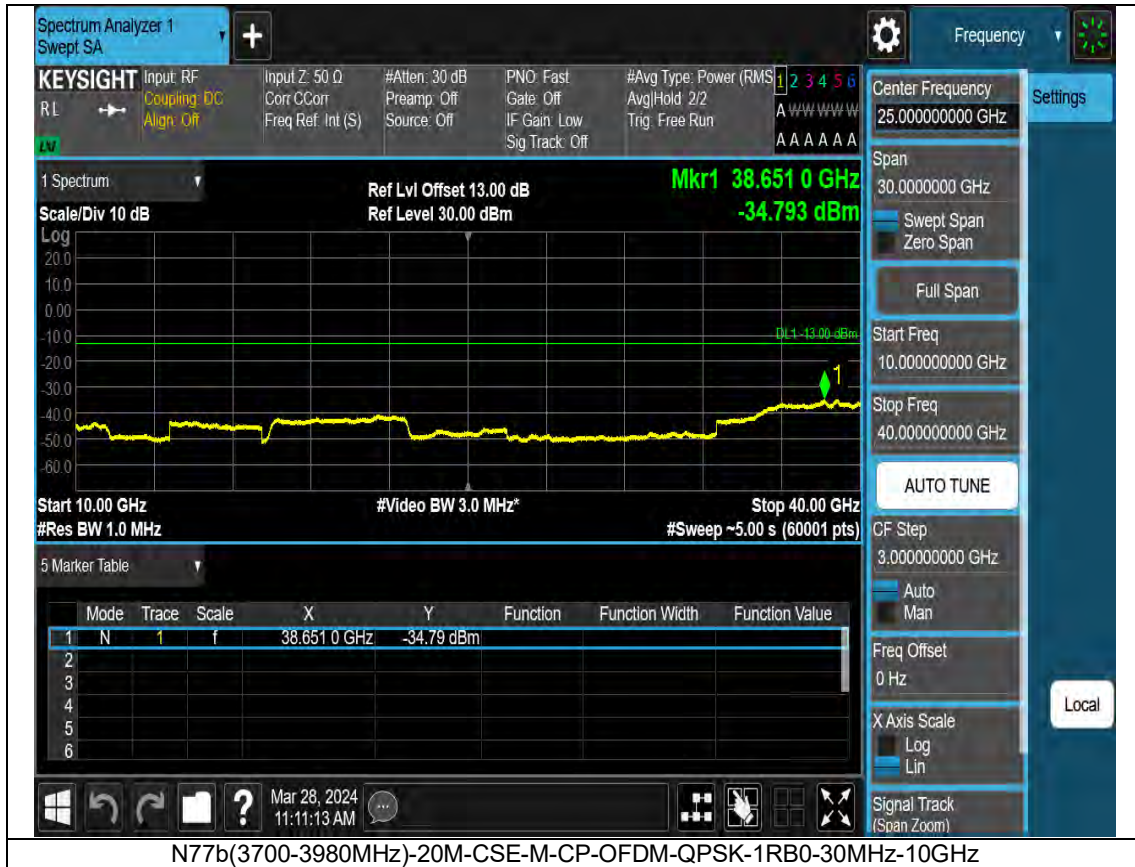 Spectrum Analyzer 1
Swept SA
+
Frequency
KEYSIGHT
Input: RF
Coupling: DC
Align: Off
Input Z: 50 Ω
Corr CCorr
Freq Ref: Int (S)
#Atten: 30 dB
Preamp: Off
Source: Off
PNO: Fast
Gate: Off
IF Gain: Low
Sig Track: Off
#Avg Type: Power (RMS
Avg|Hold: 2/2
Trig: Free Run
1 2 3 4 5 6
A W W W W W
A A A A A A
RL
LXI
1 Spectrum
Ref Lvl Offset 13.00 dB
Mkr1 38.651 0 GHz
Scale/Div 10 dB
Ref Level 30.00 dBm
-34.793 dBm
Log
20.0
10.0
0.00
-10.0
DL1 -13.00 dBm
-20.0
1
-30.0
-40.0
-50.0
-60.0
Start 10.00 GHz
#Video BW 3.0 MHz*
Stop 40.00 GHz
#Res BW 1.0 MHz
#Sweep ~5.00 s (60001 pts)
5 Marker Table
Mode Trace Scale X Y Function Function Width Function Value
1 N 1 f 38.651 0 GHz -34.79 dBm
2
3
4
5
6
?
Mar 28, 2024
11:11:13 AM
Center Frequency
25.000000000 GHz
Settings
Span
30.0000000 GHz
Swept Span
Zero Span
Full Span
Start Freq
10.000000000 GHz
Stop Freq
40.000000000 GHz
AUTO TUNE
CF Step
3.000000000 GHz
Auto
Man
Freq Offset
0 Hz
Local
X Axis Scale
Log
Lin
Signal Track
(Span Zoom)
N77b(3700-3980MHz)-20M-CSE-M-CP-OFDM-QPSK-1RB0-30MHz-10GHz